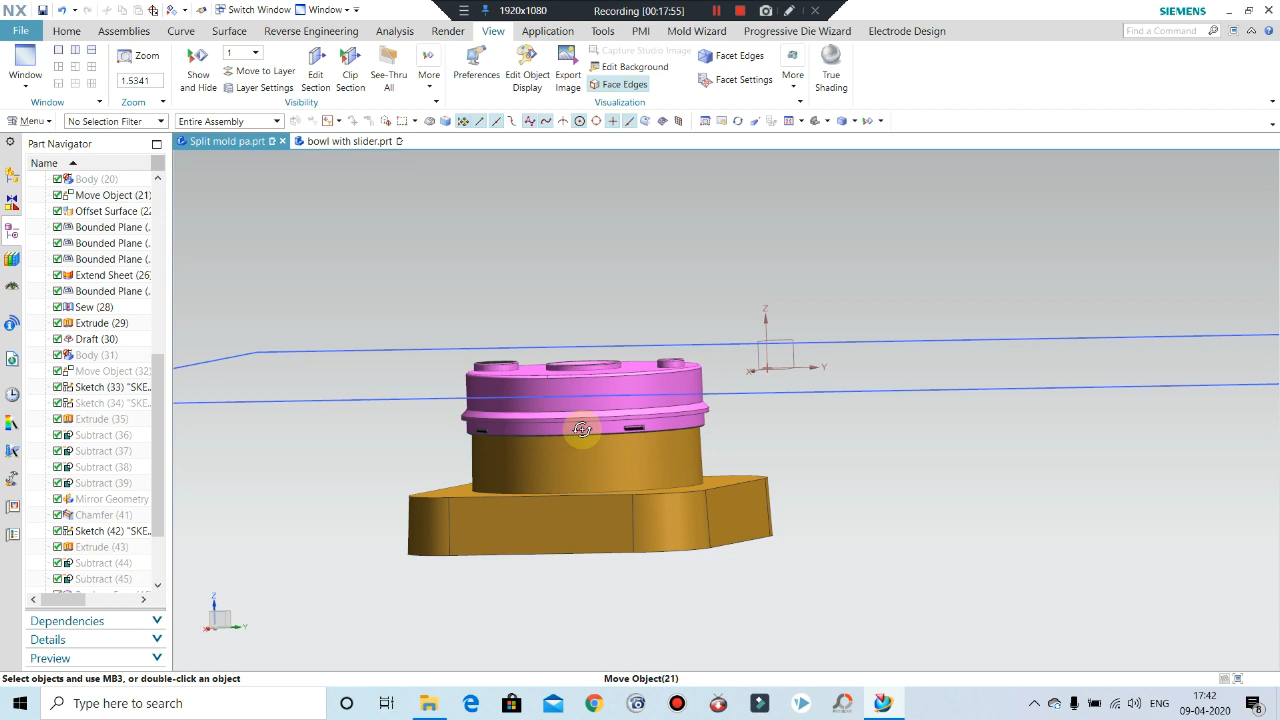 NX
Switch Window
Window
1920x1080
Recording [00:17:55]
SIEMENS
File
Home
Curve
Surface
Reverse Engineering
Analysis
Render
View
Application
Tools
PMI
Mold Wizard
Progressive Die Wizard
Electrode Design
Find a Command
Window
Zoom
1.5341
Show and Hide
1
Move to Layer
Layer Settings
Edit Section
Clip Section
See-Thru All
More
Preferences
Edit Object Display
Export Image
Capture Studio Image
Edit Background
Face Edges
Facet Edges
Facet Settings
More
True Shading
Window
Zoom
Visibility
Visualization
Menu
No Selection Filter
Entire Assembly
Split mold pa.prt
bowl with slider.prt
Part Navigator
Name
Body (20)
Move Object (21)
Offset Surface (22
Bounded Plane (.
Bounded Plane (.
Bounded Plane (.
Extend Sheet (26)
Bounded Plane (.
Sew (28)
Extrude (29)
Draft (30)
Body (31)
Move Object (32)
Sketch (33) "SKE..
Sketch (34) "SKE..
Extrude (35)
Subtract (36)
Subtract (37)
Subtract (38)
Subtract (39)
Mirror Geometry
Chamfer (41)
Sketch (42) "SKE..
Extrude (43)
Subtract (44)
Subtract (45)
Z
X
Y
Z
X
Y
Dependencies
Details
Preview
Select objects and use MB3, or double-click an object
Move Object(21)
Type here to search
ENG
17:42
09-04-2020